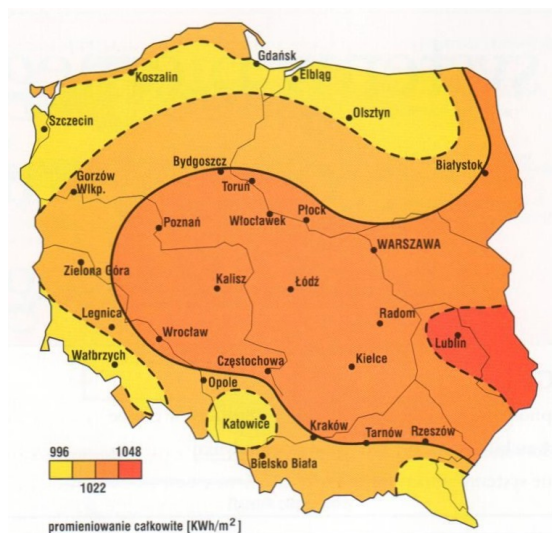 Gdańsk
Koszalin
Elbląg
Szczecin
Olsztyn
Bydgoszcz
Białystok
Gorzów
Wlkp.
Toruń
Płock
Włocławek
Poznań
WARSZAWA
Zielona Góra
Kalisz
Łódź
Legnica
Radom
Wrocław
Lublin
Wałbrzych
Częstochowa
Kielce
Opole
Katowice
Kraków
Tarnów
Rzeszów
Bielsko Biała
996
1048
1022
promieniowanie całkowite [KWh/m²]